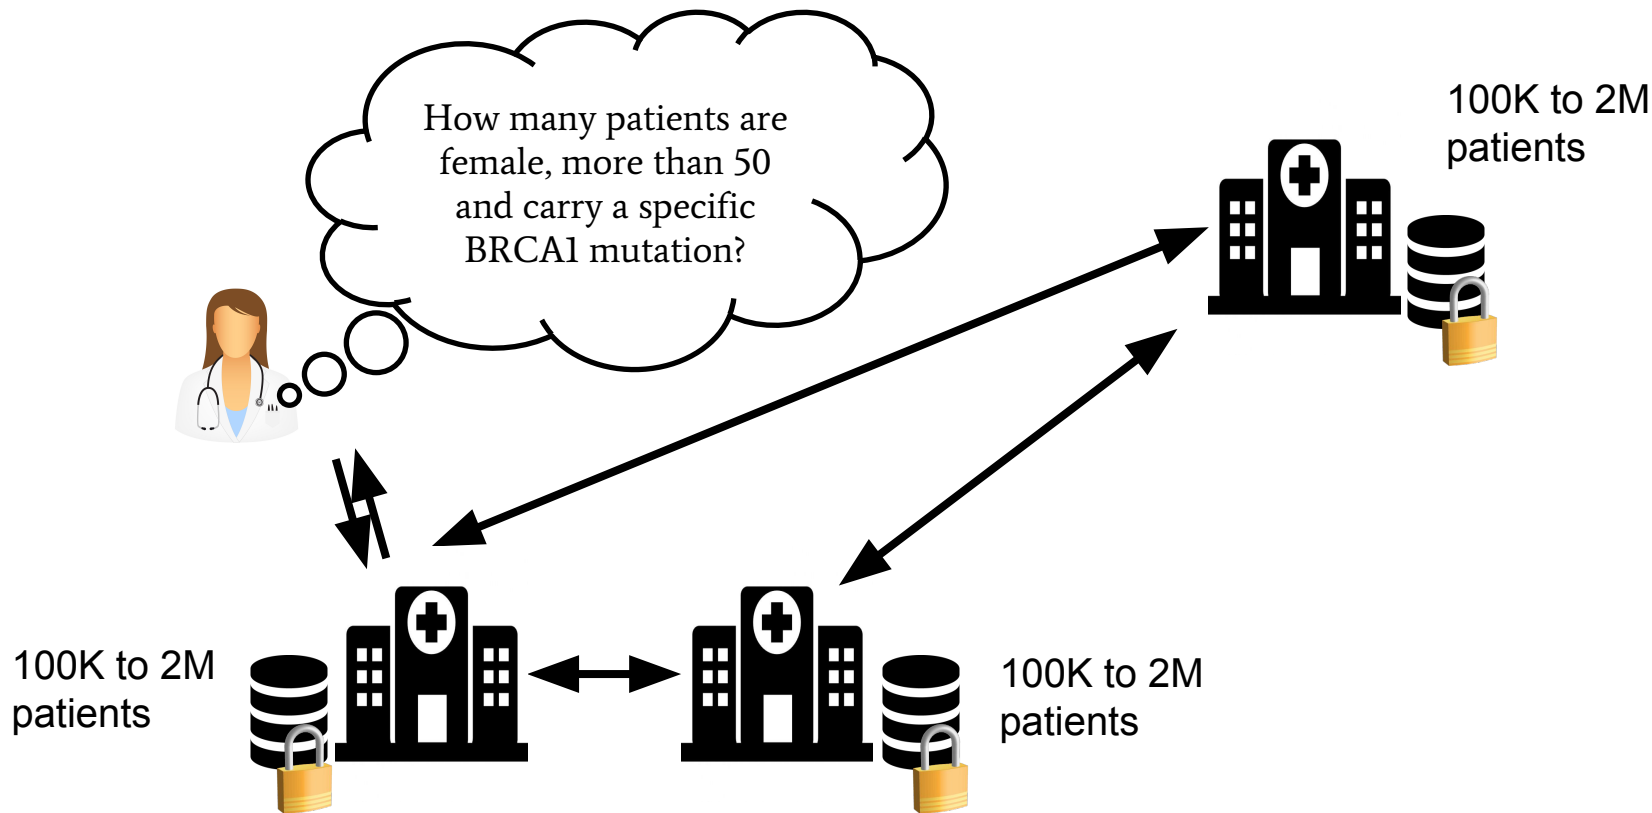 How many patients are
female, more than 50
and carry a specific
BRCA1 mutation?
100K to 2M
patients
100K to 2M
patients
100K to 2M
patients